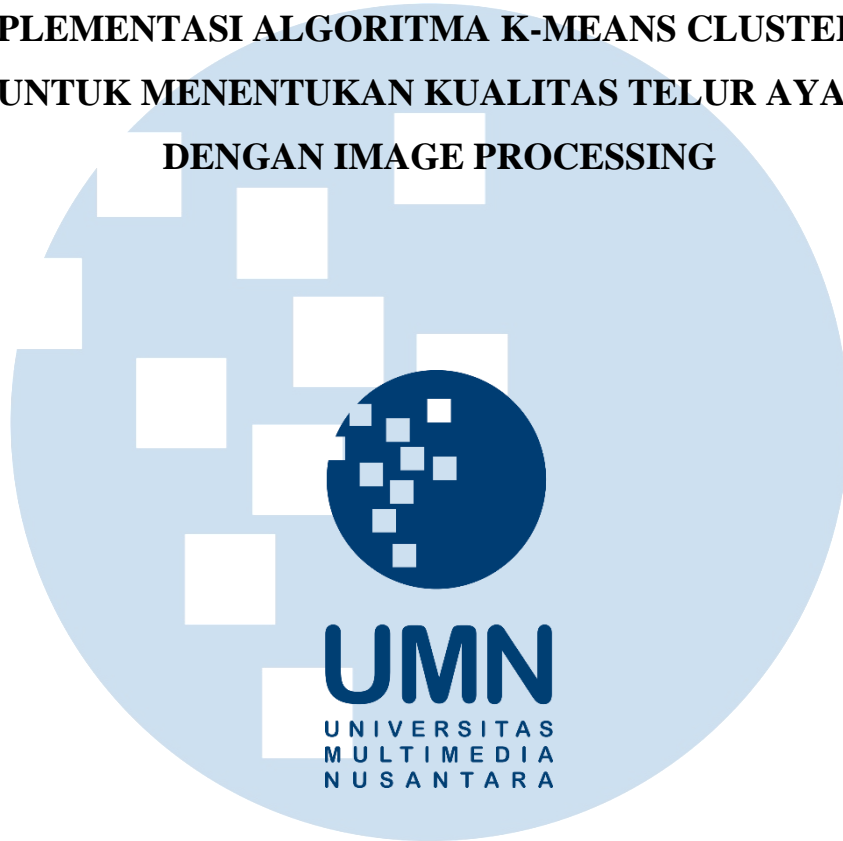 PLEMENTASI ALGORITMA K-MEANS CLUSTE
UNTUK MENENTUKAN KUALITAS TELUR AYA
DENGAN IMAGE PROCESSING
UMN
UNIVERSITAS
MULTIMEDIA
NUSANTARA